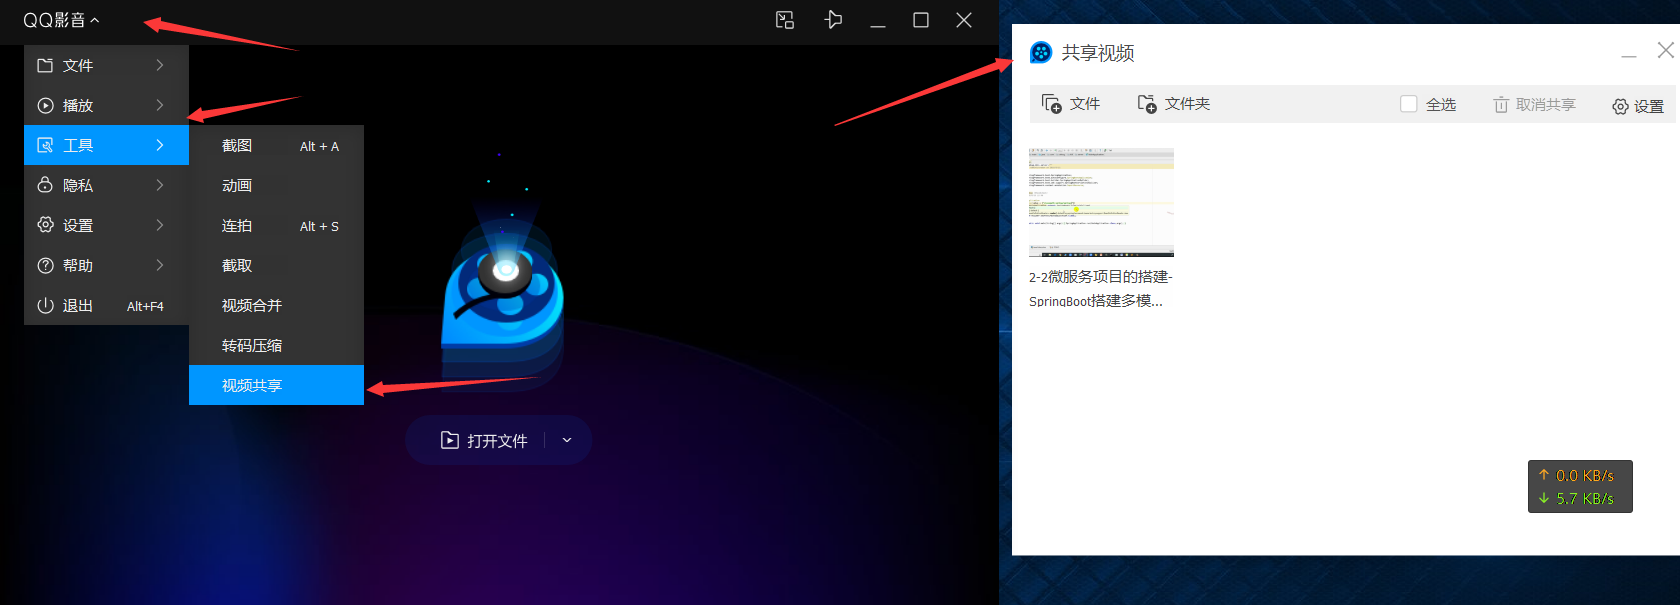 QQ影音
文件
播放
工具
隐私
设置
帮助
退出 Alt+F4
截图 Alt + A
动画
连拍 Alt + S
截取
视频合并
转码压缩
视频共享
打开文件
共享视频
文件 文件夹 全选 取消共享 设置
2-2微服务项目的搭建-
SpringBoot搭建多模...
0.0 KB/s
5.7 KB/s